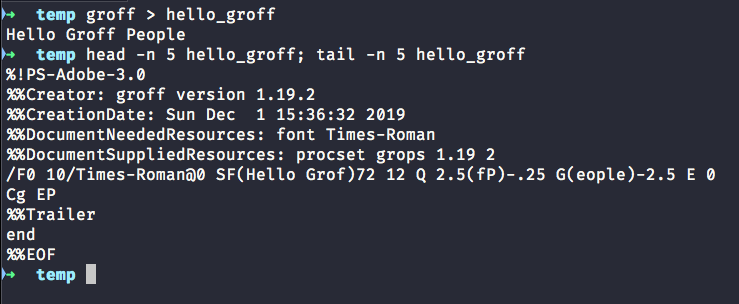 ➜ temp groff > hello_groff
Hello Groff People
➜ temp head -n 5 hello_groff; tail -n 5 hello_groff
%!PS-Adobe-3.0
%%Creator: groff version 1.19.2
%%CreationDate: Sun Dec  1 15:36:32 2019
%%DocumentNeededResources: font Times-Roman
%%DocumentSuppliedResources: procset grops 1.19 2
/F0 10/Times-Roman@0 SF(Hello Grof)72 12 Q 2.5(fP)-.25 G(eople)-2.5 E 0
Cg EP
%%Trailer
end
%%EOF
➜ temp